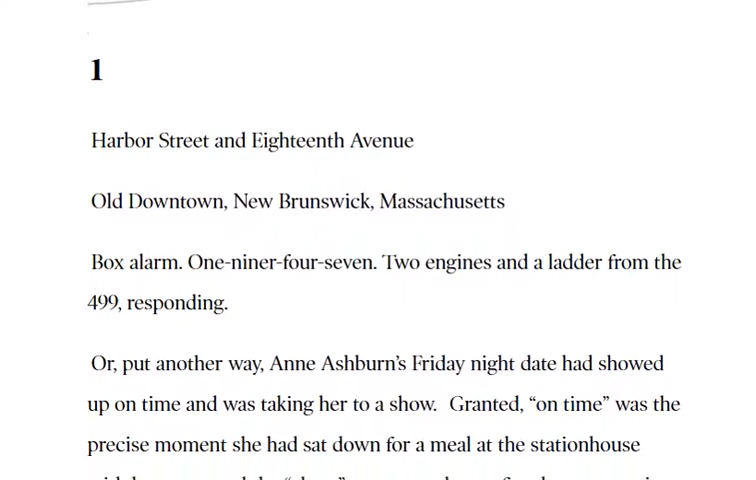 1
Harbor Street and Eighteenth Avenue
Old Downtown, New Brunswick, Massachusetts
Box alarm. One-niner-four-seven. Two engines and a ladder from the
499, responding.
Or, put another way, Anne Ashburn’s Friday night date had showed
up on time and was taking her to a show. Granted, “on time” was the
precise moment she had sat down for a meal at the stationhouse